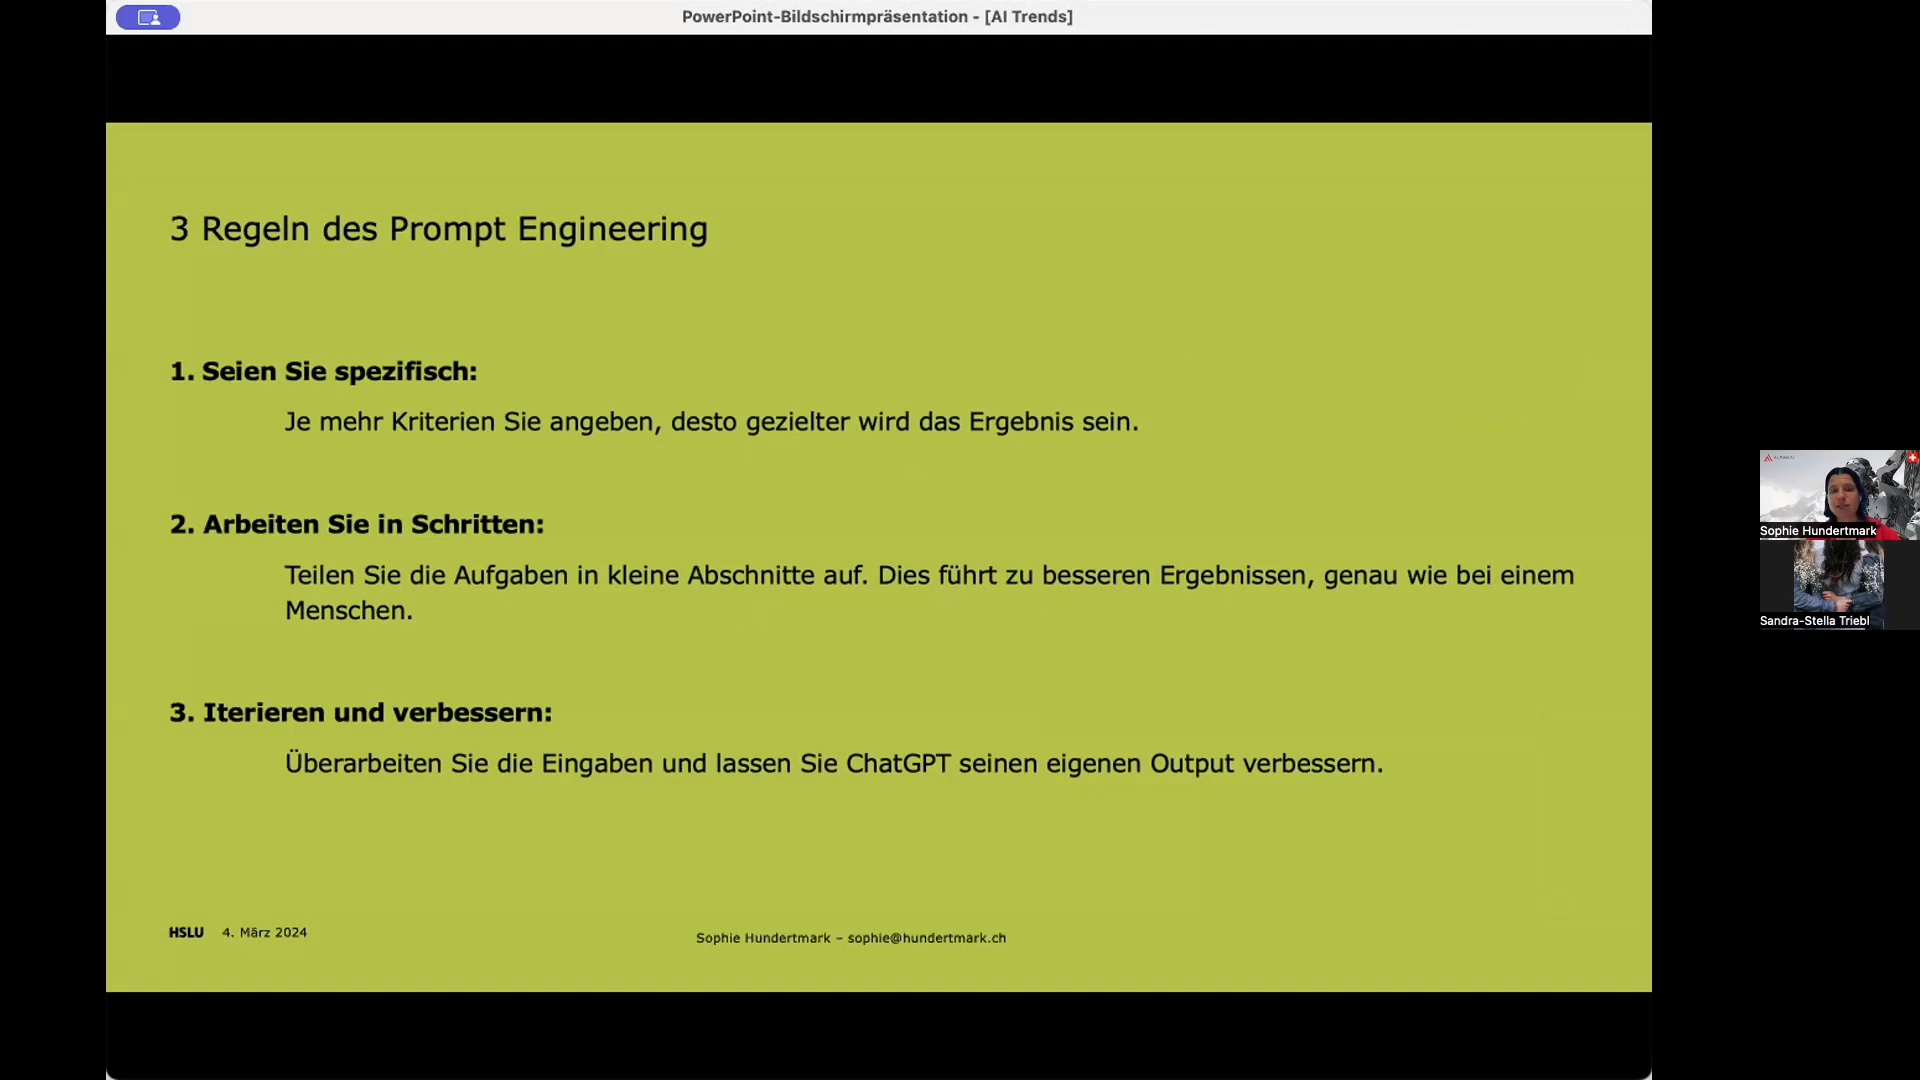 PowerPoint-Bildschirmpräsentation - [AI Trends]
3 Regeln des Prompt Engineering
1. Seien Sie spezifisch:
Je mehr Kriterien Sie angeben, desto gezielter wird das Ergebnis sein.
2. Arbeiten Sie in Schritten:
Teilen Sie die Aufgaben in kleine Abschnitte auf. Dies führt zu besseren Ergebnissen, genau wie bei einem
Menschen.
3. Iterieren und verbessern:
Überarbeiten Sie die Eingaben und lassen Sie ChatGPT seinen eigenen Output verbessern.
HSLU 4. März 2024
Sophie Hundertmark – sophie@hundertmark.ch
Sophie Hundertmark
Sandra-Stella Triebl